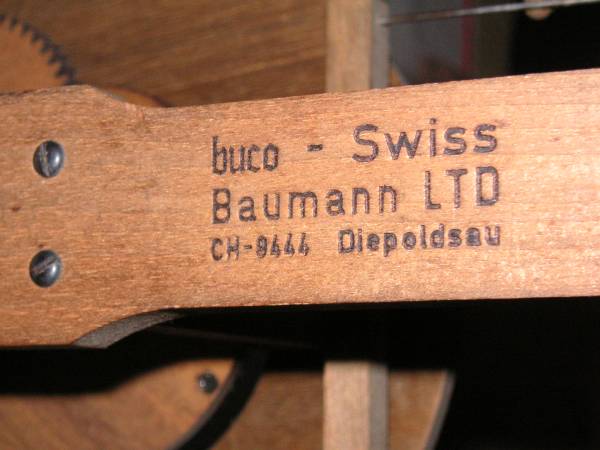 buco - Swiss
Baumann LTD
CH-9444 Diepoldsau